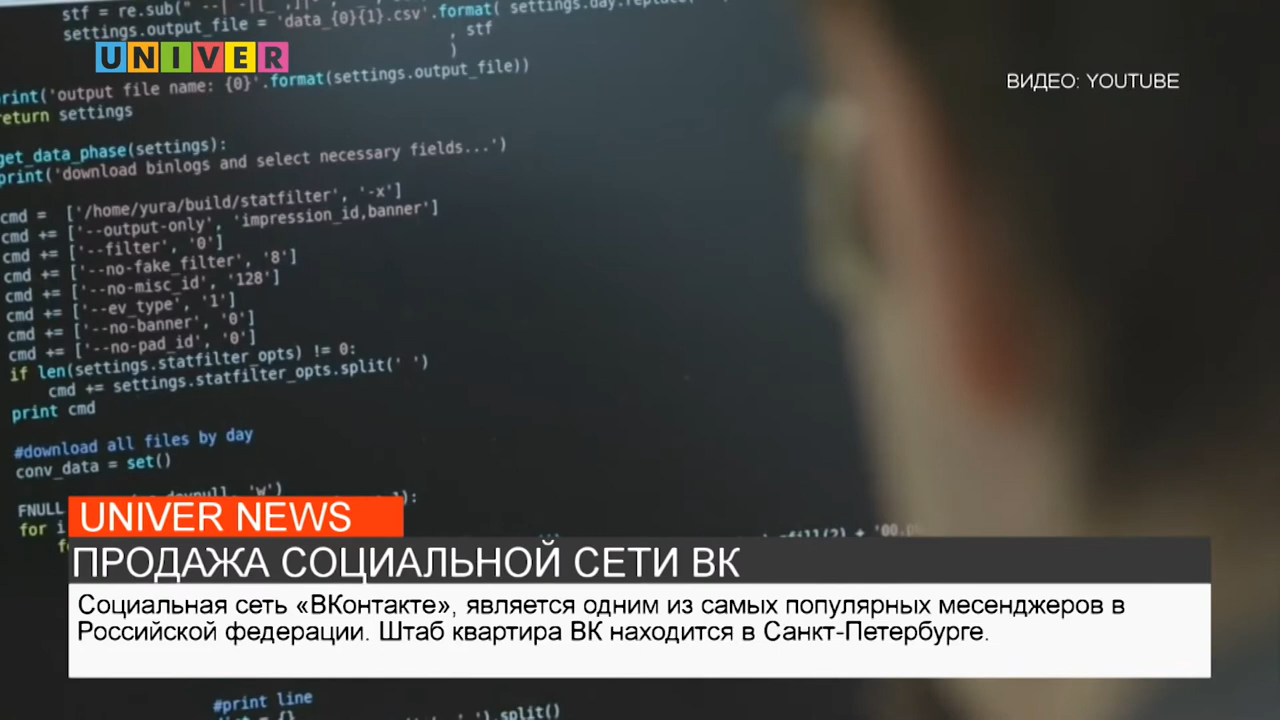 stf = re.sub("
settings.output_file = 'data_{0}{1}.csv'.format( settings.day.replace(
, stf
)
UNIVER
ВИДЕО: YOUTUBE
print('output file name: {0}'.format(settings.output_file))
return settings
get_data_phase(settings):
print('download binlogs and select necessary fields...')
cmd = ['/home/yura/build/statfilter', '-x']
cmd += ['--output-only', 'impression_id,banner']
cmd += ['--filter', '0']
cmd += ['--no-fake_filter', '8']
cmd += ['--no-misc_id', '128']
cmd += ['--ev_type', '1']
cmd += ['--no-banner', '0']
cmd += ['--no-pad_id', '0']
if len(settings.statfilter_opts) != 0:
cmd += settings.statfilter_opts.split(' ')
print cmd
#download all files by day
conv_data = set()
FNULL 'w')
for
UNIVER NEWS
ПРОДАЖА СОЦИАЛЬНОЙ СЕТИ ВК
Социальная сеть «ВКонтакте», является одним из самых популярных месенджеров в
Российской федерации. Штаб квартира ВК находится в Санкт-Петербурге.
#print line
= {}
.split()